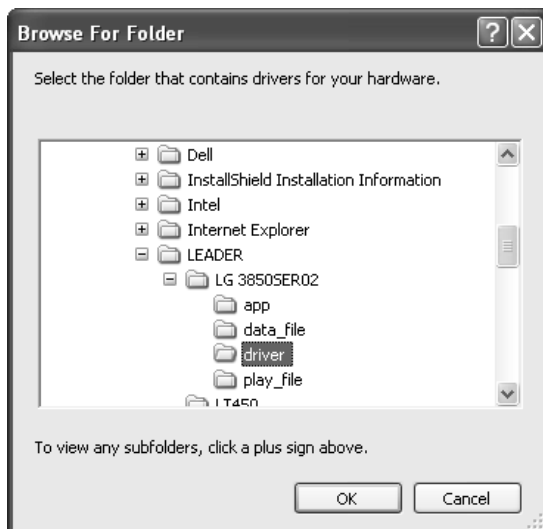 Browse For Folder
Select the folder that contains drivers for your hardware.
Dell
InstallShield Installation Information
Intel
Internet Explorer
LEADER
LG 3850SER02
app
data_file
driver
play_file
LT450
To view any subfolders, click a plus sign above.
OK Cancel